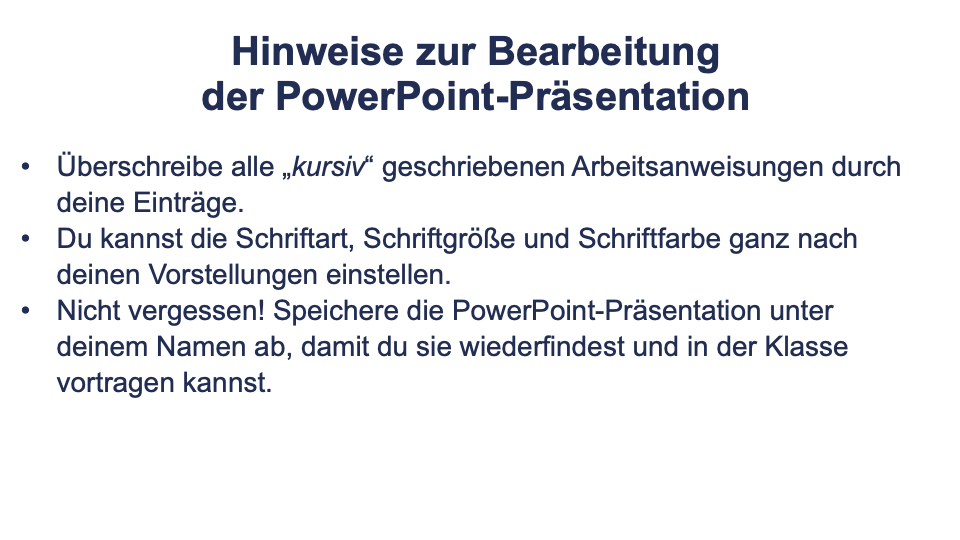 Hinweise zur Bearbeitung
der PowerPoint-Präsentation
• Überschreibe alle „kursiv“ geschriebenen Arbeitsanweisungen durch
deine Einträge.
• Du kannst die Schriftart, Schriftgröße und Schriftfarbe ganz nach
deinen Vorstellungen einstellen.
• Nicht vergessen! Speichere die PowerPoint-Präsentation unter
deinem Namen ab, damit du sie wiederfindest und in der Klasse
vortragen kannst.